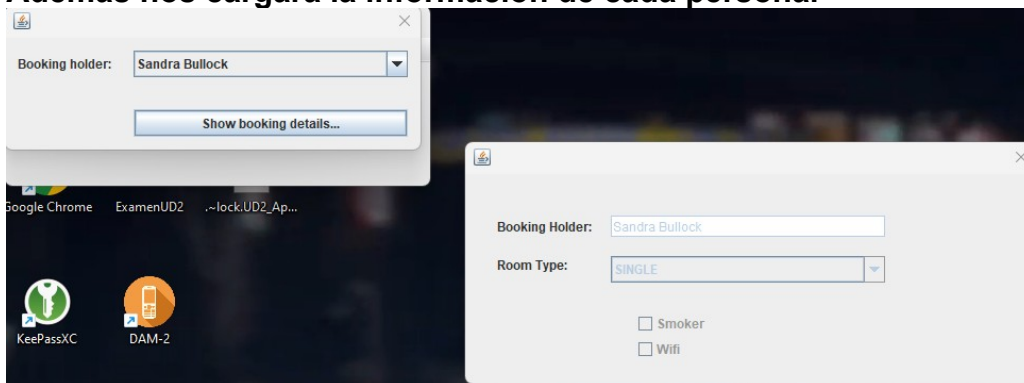 Además nos cargará la información de cada personal
Booking holder: Sandra Bullock
Show booking details...
Google Chrome ExamenUD2 .~lock.UD2_Ap...
KeePassXC DAM-2
Booking Holder: Sandra Bullock
Room Type: SINGLE
Smoker
Wifi